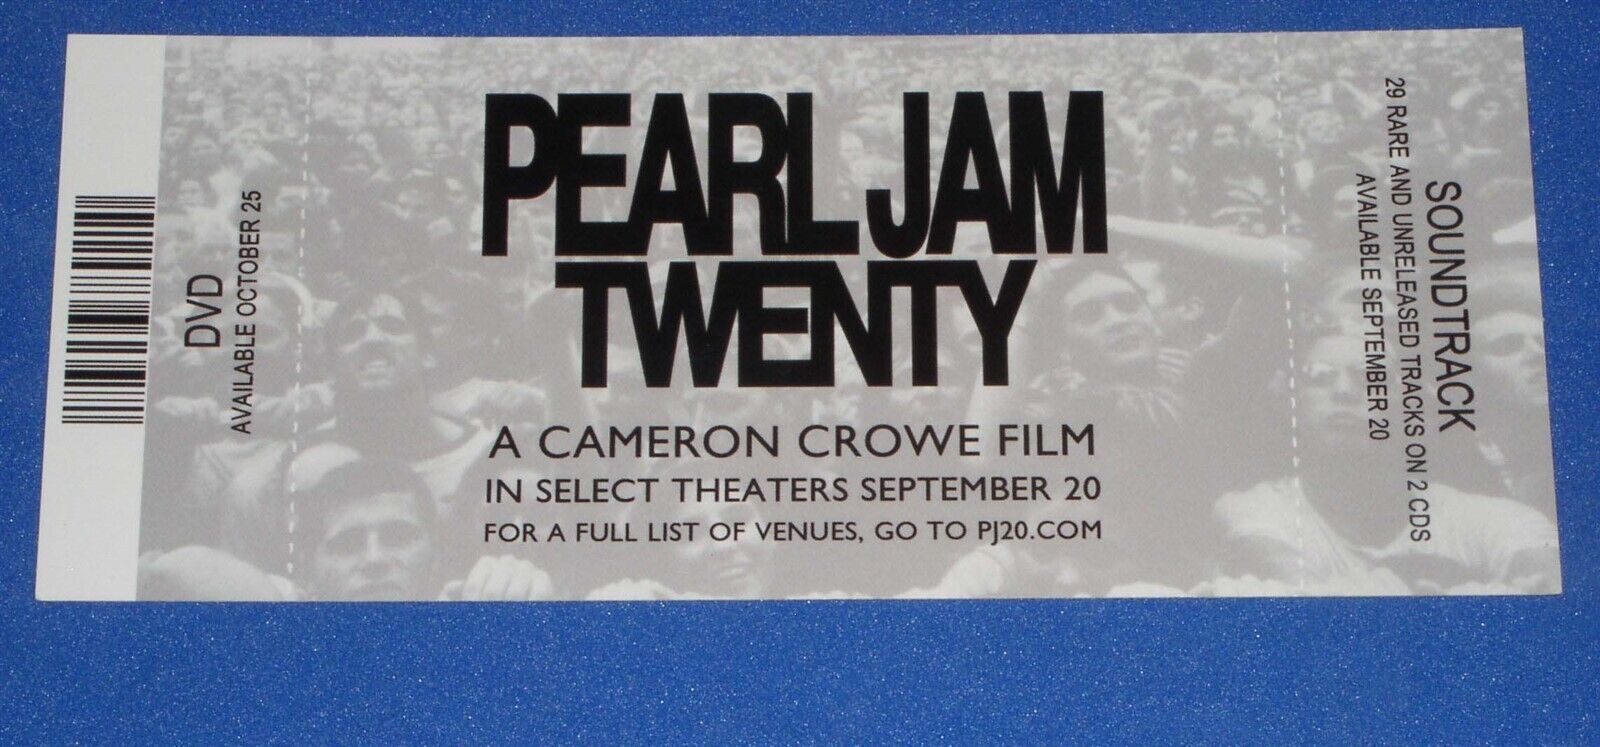 DVD
AVAILABLE OCTOBER 25
PEARL JAM
TWENTY
A CAMERON CROWE FILM
IN SELECT THEATERS SEPTEMBER 20
FOR A FULL LIST OF VENUES, GO TO PJ20.COM
SOUNDTRACK
29 RARE AND UNRELEASED TRACKS ON 2 CDS
AVAILABLE SEPTEMBER 20